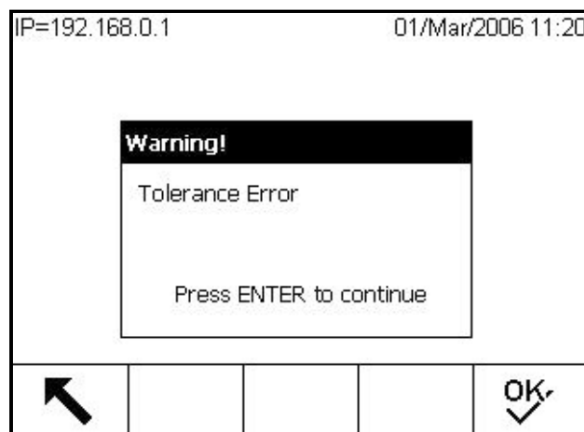 IP=192.168.0.1 01/Mar/2006 11:20
Warning!
Tolerance Error
Press ENTER to continue
OK